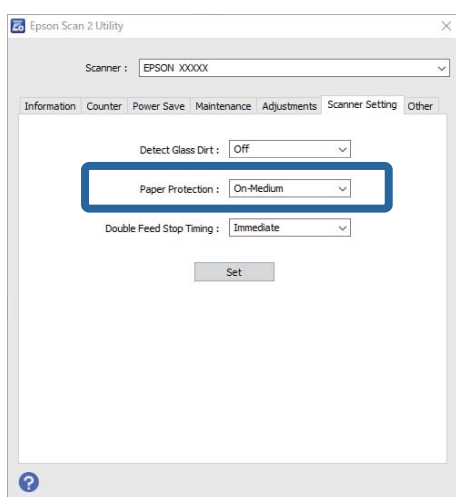 Epson Scan 2 Utility
Scanner : EPSON XXXXX
Information Counter Power Save Maintenance Adjustments Scanner Setting Other
Detect Glass Dirt : Off
Paper Protection : On-Medium
Double Feed Stop Timing : Immediate
Set
?